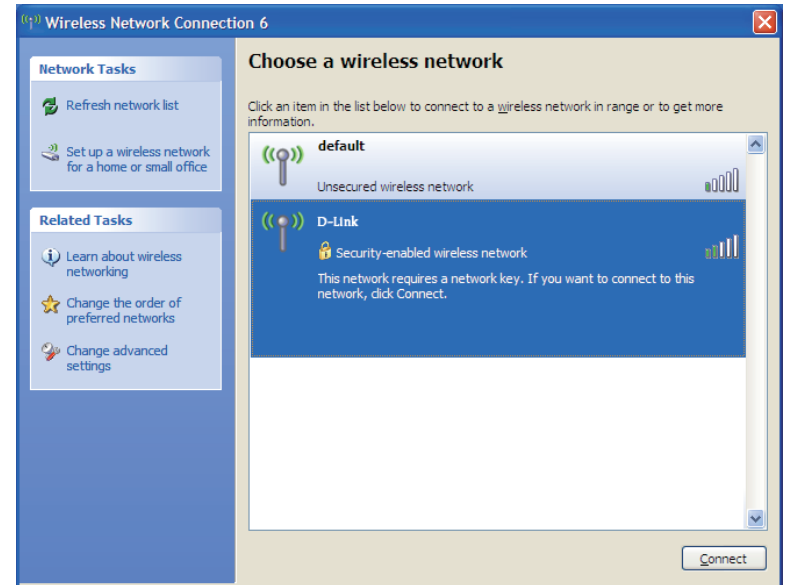 Wireless Network Connection 6
Network Tasks
Refresh network list
Set up a wireless network
for a home or small office
Related Tasks
Learn about wireless
networking
Change the order of
preferred networks
Change advanced
settings
Choose a wireless network
Click an item in the list below to connect to a wireless network in range or to get more
information.
default
Unsecured wireless network
D-Link
Security-enabled wireless network
This network requires a network key. If you want to connect to this
network, click Connect.
Connect